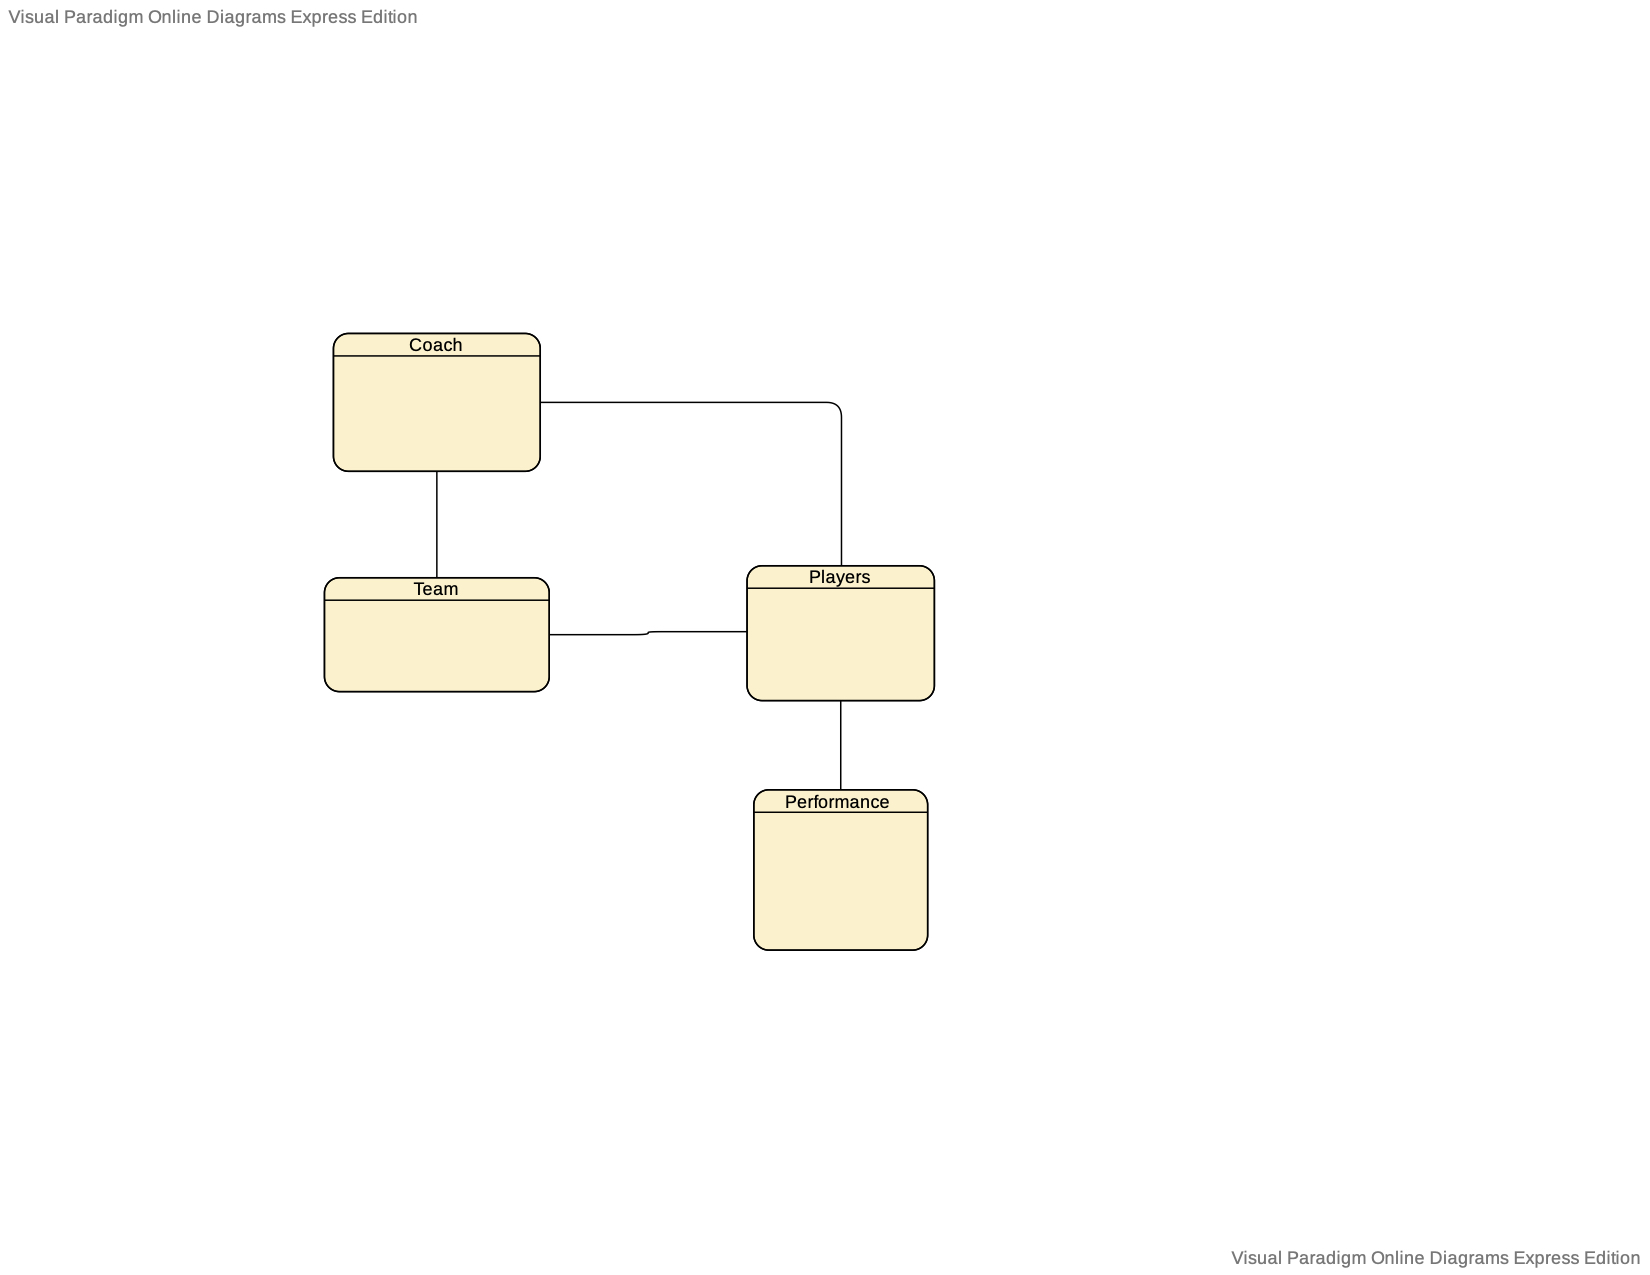 Visual Paradigm Online Diagrams Express Edition
Coach
Players
Team
Performance
Visual Paradigm Online Diagrams Express Edition